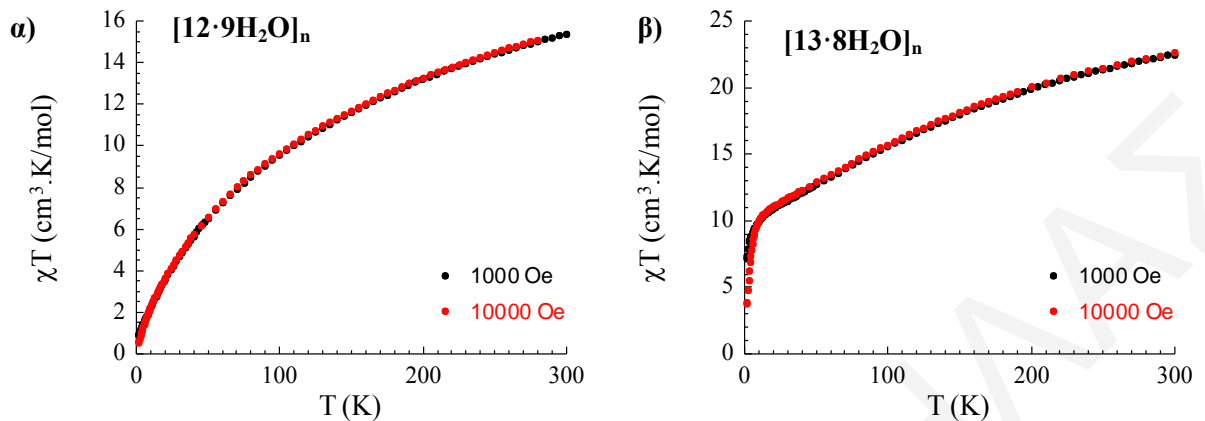 α)
[12·9H₂O]ₙ
16
14
12
10
8
6
4
2
0
χT (cm³.K/mol)
1000 Oe
10000 Oe
0
100
200
300
T (K)
β)
[13·8H₂O]ₙ
25
20
15
10
5
0
χT (cm³.K/mol)
1000 Oe
10000 Oe
0
100
200
300
T (K)